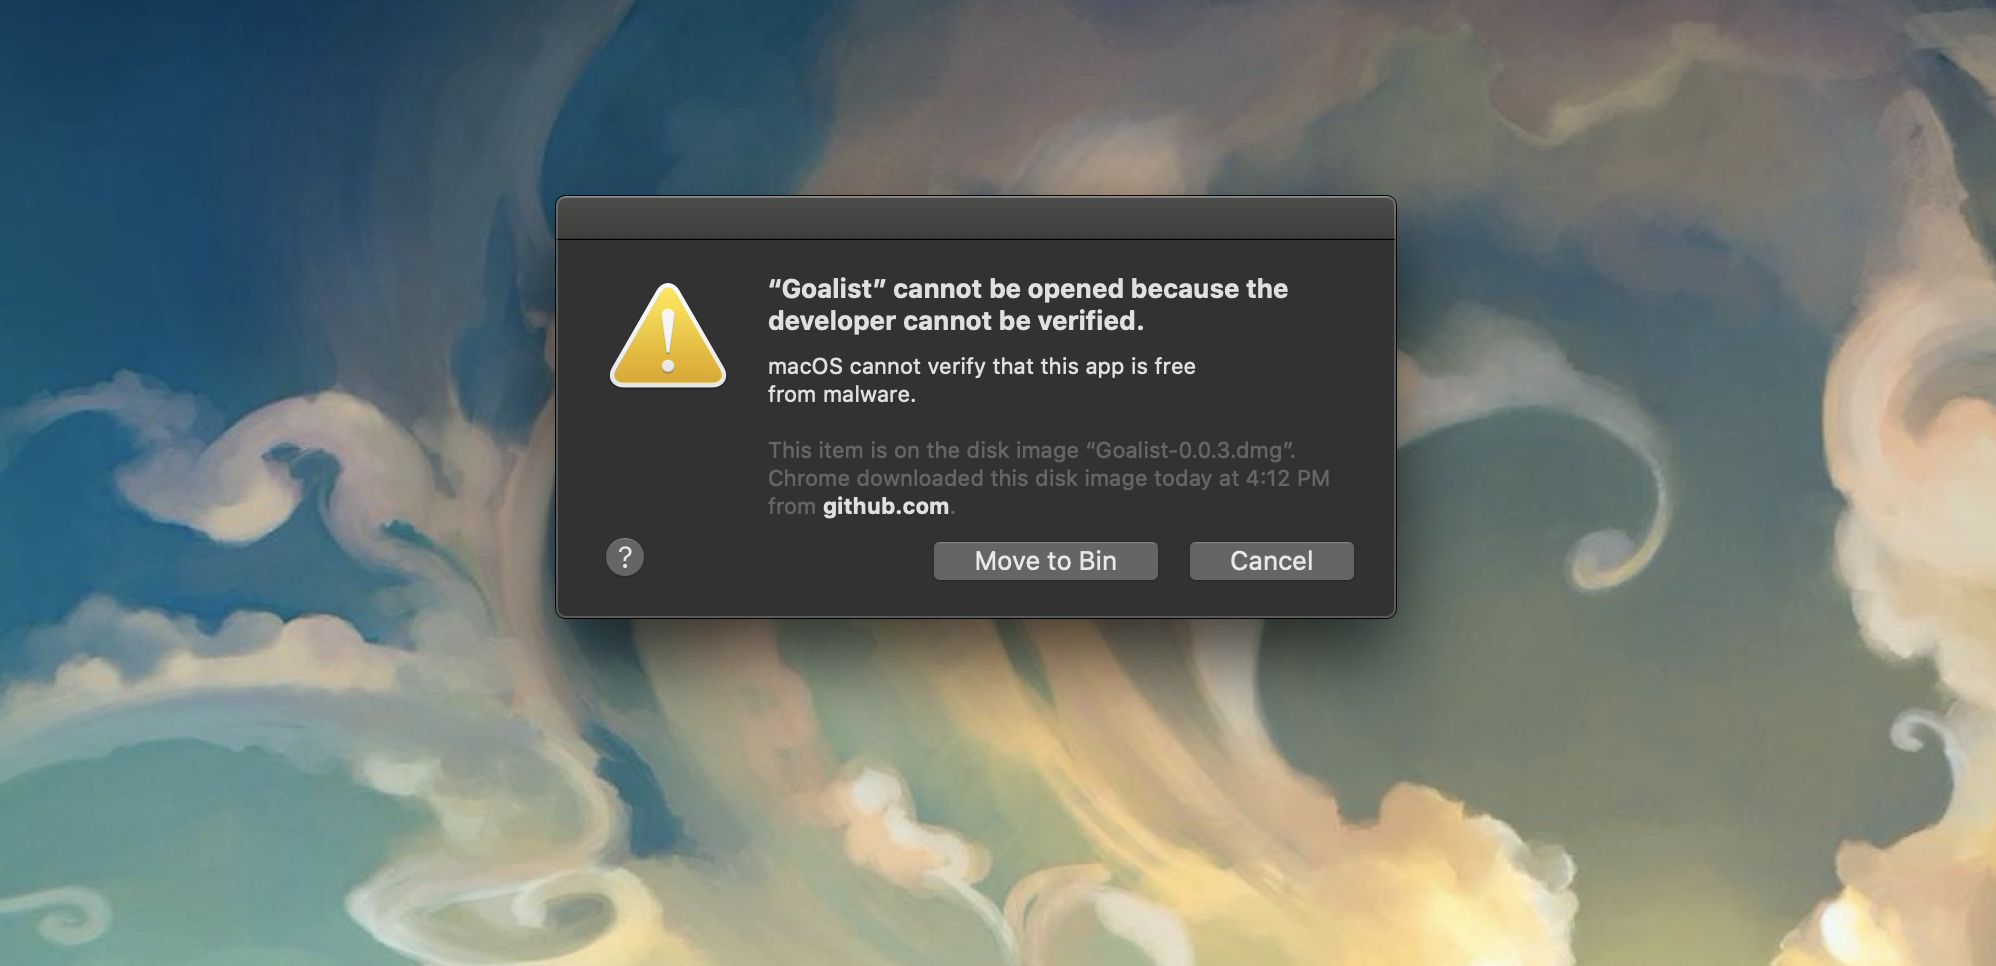 “Goalist” cannot be opened because the
developer cannot be verified.
macOS cannot verify that this app is free
from malware.
This item is on the disk image “Goalist-0.0.3.dmg”.
Chrome downloaded this disk image today at 4:12 PM
from github.com.
?
Move to Bin
Cancel